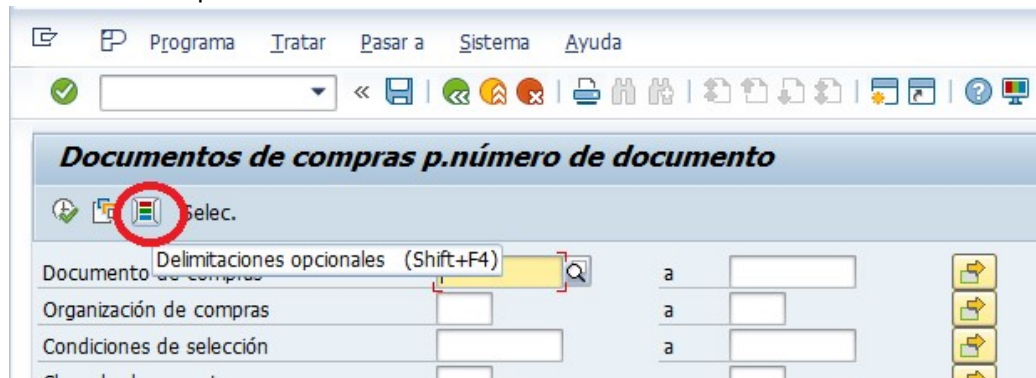 Programa Tratar Pasar a Sistema Ayuda
Documentos de compras p.número de documento
Selec.
Delimitaciones opcionales (Shift+F4)
Documento de compras a
Organización de compras a
Condiciones de selección a